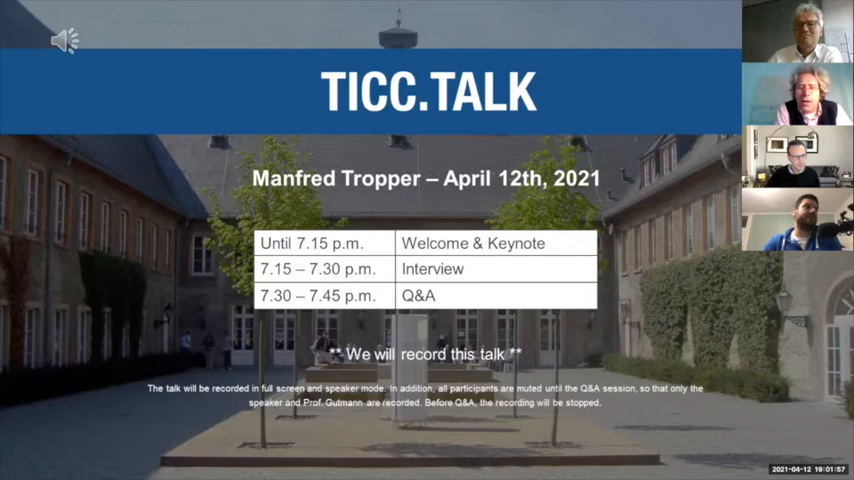 TICC.TALK
Manfred Tropper – April 12th, 2021
Until 7.15 p.m. Welcome & Keynote
7.15 – 7.30 p.m. Interview
7.30 – 7.45 p.m. Q&A
** We will record this talk **
The talk will be recorded in full screen and speaker mode. In addition, all participants are muted until the Q&A session, so that only the
speaker and Prof. Gutmann are recorded. Before Q&A, the recording will be stopped.
2021-04-12 19:01:57